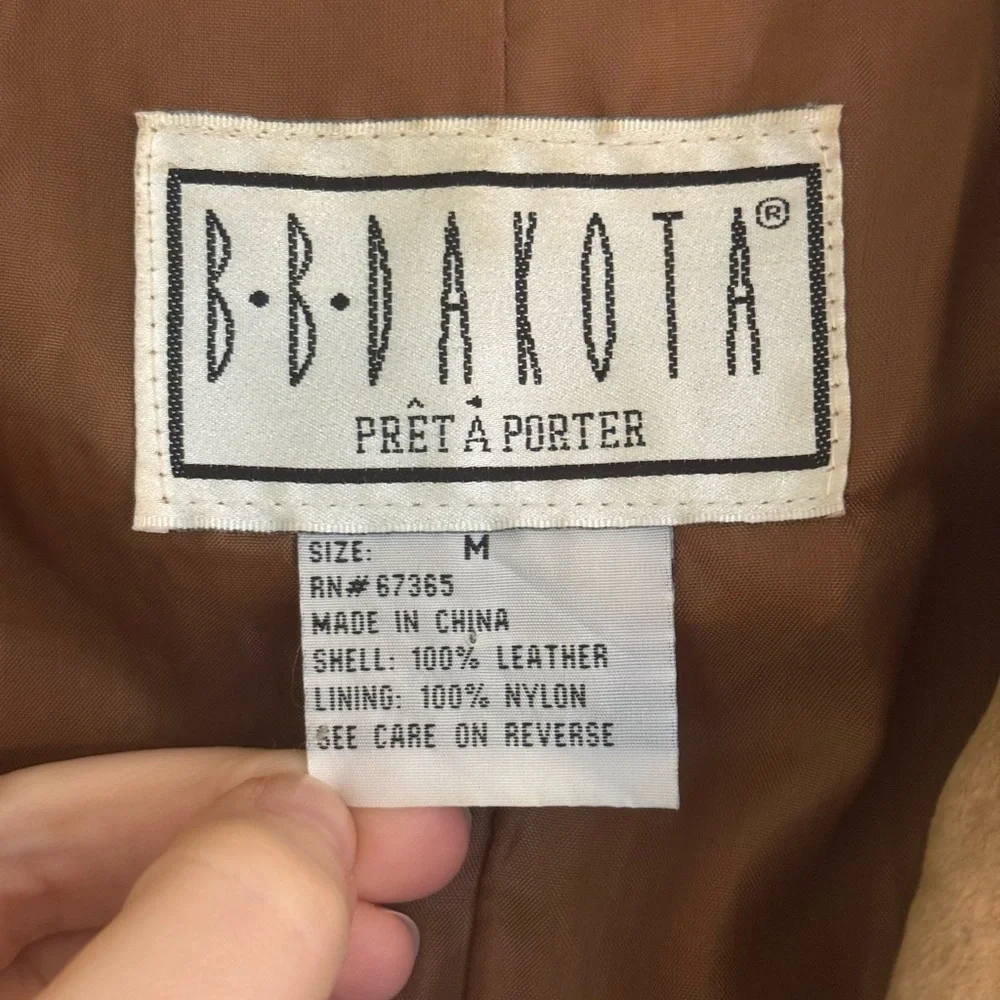 B•B•DAKOTA®
PRÊT À PORTER
SIZE: M
RN# 67365
MADE IN CHINA
SHELL: 100% LEATHER
LINING: 100% NYLON
SEE CARE ON REVERSE